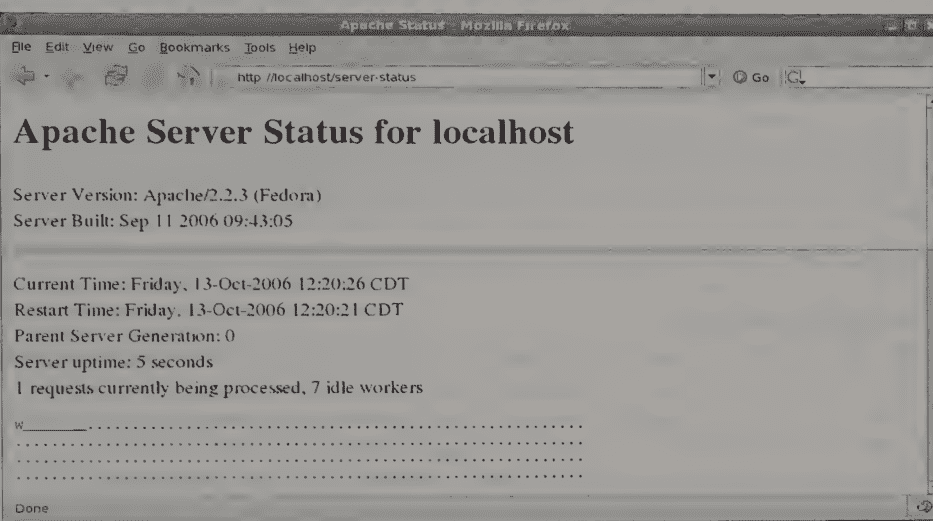 Apache Status - Mozilla Firefox
File Edit View Go Bookmarks Tools Help
http://localhost/server-status Go
Apache Server Status for localhost
Server Version: Apache/2.2.3 (Fedora)
Server Built: Sep 11 2006 09:43:05
Current Time: Friday, 13-Oct-2006 12:20:26 CDT
Restart Time: Friday, 13-Oct-2006 12:20:21 CDT
Parent Server Generation: 0
Server uptime: 5 seconds
1 requests currently being processed, 7 idle workers
W_______........................................................
................................................................
................................................................
................................................................
Done